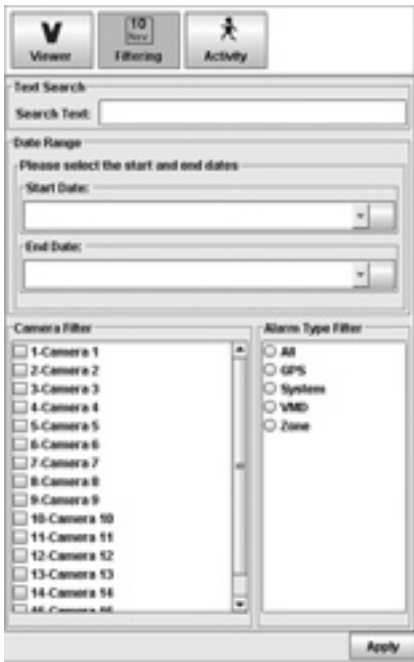 V
10
Nov
Viewer
Filtering
Activity
Text Search
Search Text:
Date Range
Please select the start and end dates
Start Date:
End Date:
Camera Filter
1-Camera 1
2-Camera 2
3-Camera 3
4-Camera 4
5-Camera 5
6-Camera 6
7-Camera 7
8-Camera 8
9-Camera 9
10-Camera 10
11-Camera 11
12-Camera 12
13-Camera 13
14-Camera 14
Alarm Type Filter
All
GPS
System
VMD
Zone
Apply